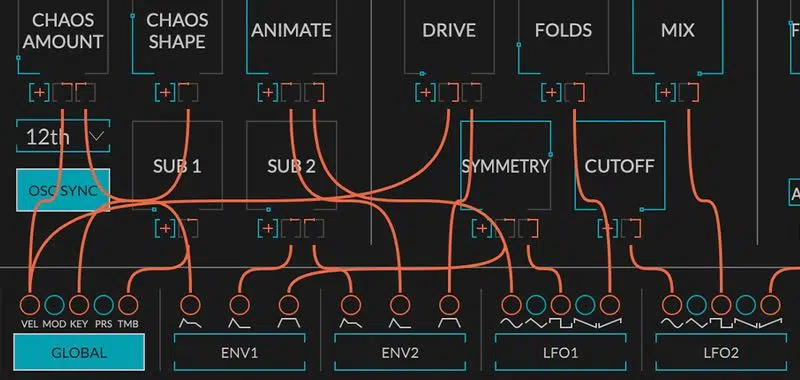 CHAOS
AMOUNT
CHAOS
SHAPE
ANIMATE
DRIVE
FOLDS
MIX
12th
OSC SYNC
SUB 1
SUB 2
SYMMETRY
CUTOFF
VEL MOD KEY PRS TMB
GLOBAL
ENV1
ENV2
LFO1
LFO2